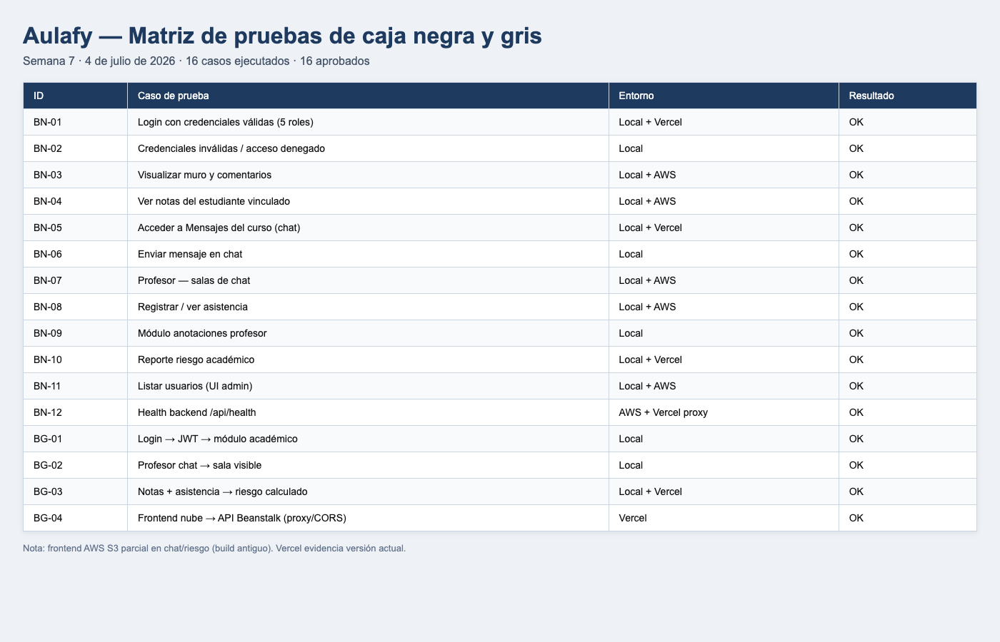 Aulafy — Matriz de pruebas de caja negra y gris
Semana 7 · 4 de julio de 2026 · 16 casos ejecutados · 16 aprobados
ID Caso de prueba Entorno Resultado
BN-01 Login con credenciales válidas (5 roles) Local + Vercel OK
BN-02 Credenciales inválidas / acceso denegado Local OK
BN-03 Visualizar muro y comentarios Local + AWS OK
BN-04 Ver notas del estudiante vinculado Local + AWS OK
BN-05 Acceder a Mensajes del curso (chat) Local + Vercel OK
BN-06 Enviar mensaje en chat Local OK
BN-07 Profesor — salas de chat Local + AWS OK
BN-08 Registrar / ver asistencia Local + AWS OK
BN-09 Módulo anotaciones profesor Local OK
BN-10 Reporte riesgo académico Local + Vercel OK
BN-11 Listar usuarios (UI admin) Local + AWS OK
BN-12 Health backend /api/health AWS + Vercel proxy OK
BG-01 Login → JWT → módulo académico Local OK
BG-02 Profesor chat → sala visible Local OK
BG-03 Notas + asistencia → riesgo calculado Local + Vercel OK
BG-04 Frontend nube → API Beanstalk (proxy/CORS) Vercel OK
Nota: frontend AWS S3 parcial en chat/riesgo (build antiguo). Vercel evidencia versión actual.